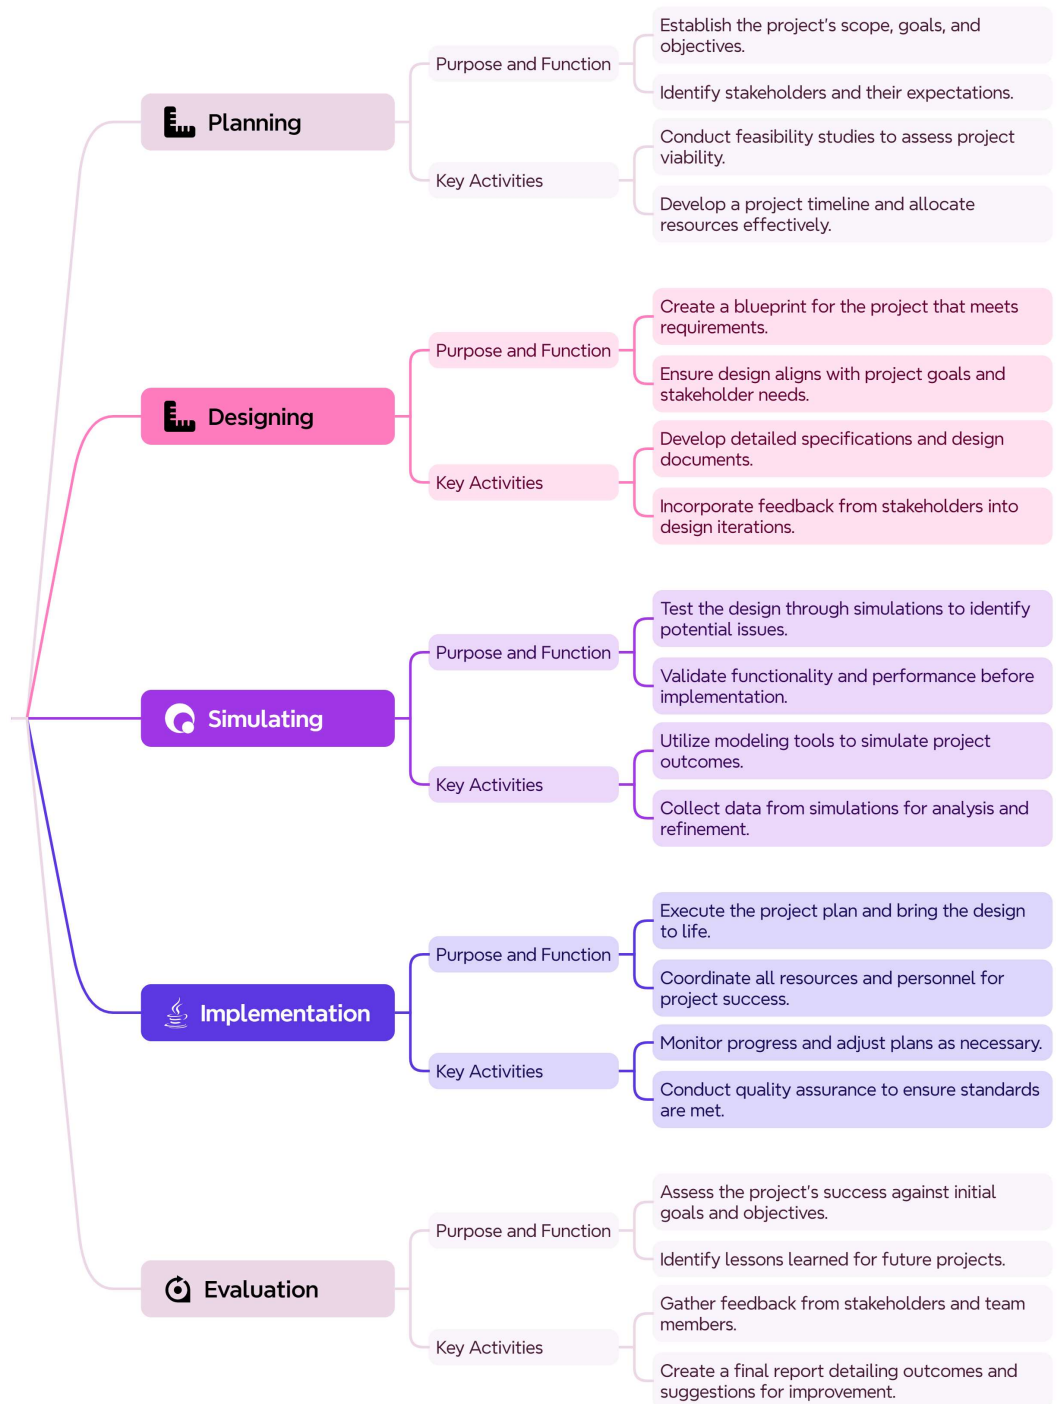 Planning
Purpose and Function
Establish the project's scope, goals, and
objectives.
Identify stakeholders and their expectations.
Key Activities
Conduct feasibility studies to assess project
viability.
Develop a project timeline and allocate
resources effectively.
Designing
Purpose and Function
Create a blueprint for the project that meets
requirements.
Ensure design aligns with project goals and
stakeholder needs.
Key Activities
Develop detailed specifications and design
documents.
Incorporate feedback from stakeholders into
design iterations.
Simulating
Purpose and Function
Test the design through simulations to identify
potential issues.
Validate functionality and performance before
implementation.
Key Activities
Utilize modeling tools to simulate project
outcomes.
Collect data from simulations for analysis and
refinement.
Implementation
Purpose and Function
Execute the project plan and bring the design
to life.
Coordinate all resources and personnel for
project success.
Key Activities
Monitor progress and adjust plans as necessary.
Conduct quality assurance to ensure standards
are met.
Evaluation
Purpose and Function
Assess the project's success against initial
goals and objectives.
Identify lessons learned for future projects.
Key Activities
Gather feedback from stakeholders and team
members.
Create a final report detailing outcomes and
suggestions for improvement.